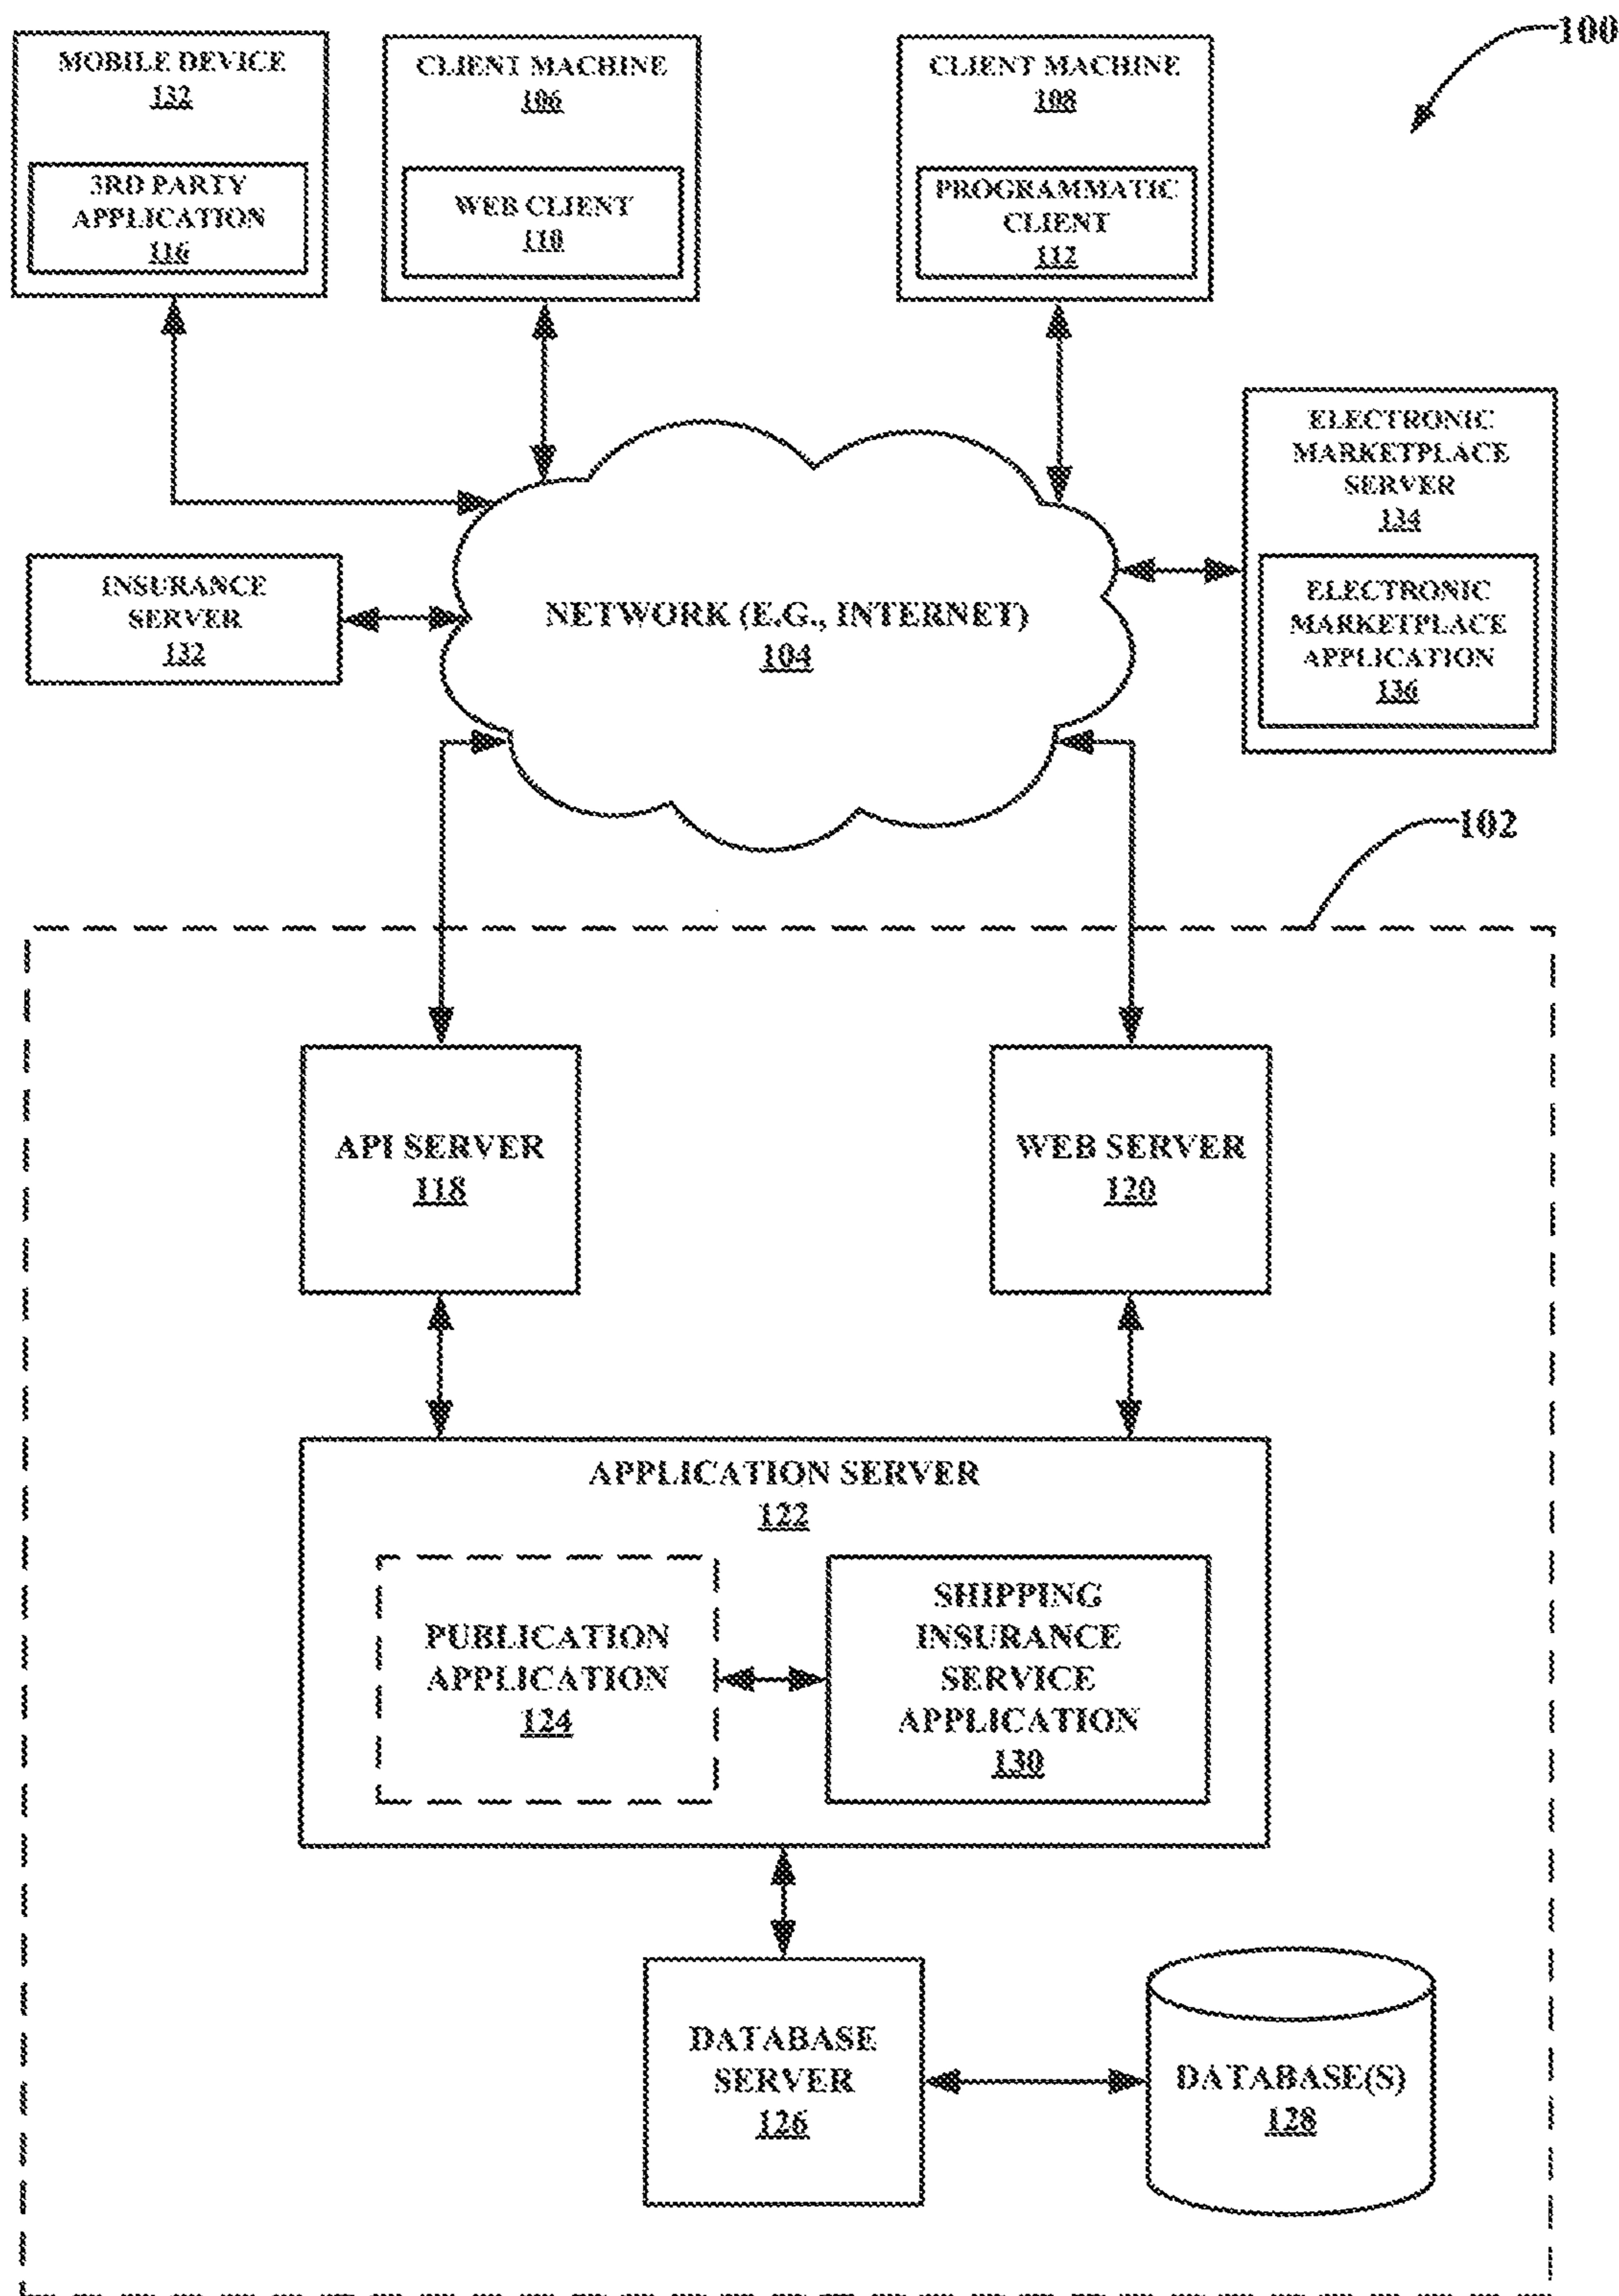 100
MOBILE DEVICE
132
3RD PARTY
APPLICATION
116
CLIENT MACHINE
106
WEB CLIENT
110
CLIENT MACHINE
108
PROGRAMMATIC
CLIENT
112
ELECTRONIC
MARKETPLACE
SERVER
134
ELECTRONIC
MARKETPLACE
APPLICATION
136
INSURANCE
SERVER
132
NETWORK (E.G., INTERNET)
104
102
API SERVER
118
WEB SERVER
120
APPLICATION SERVER
122
PUBLICATION
APPLICATION
124
SHIPPING
INSURANCE
SERVICE
APPLICATION
130
DATABASE
SERVER
126
DATABASE(S)
128